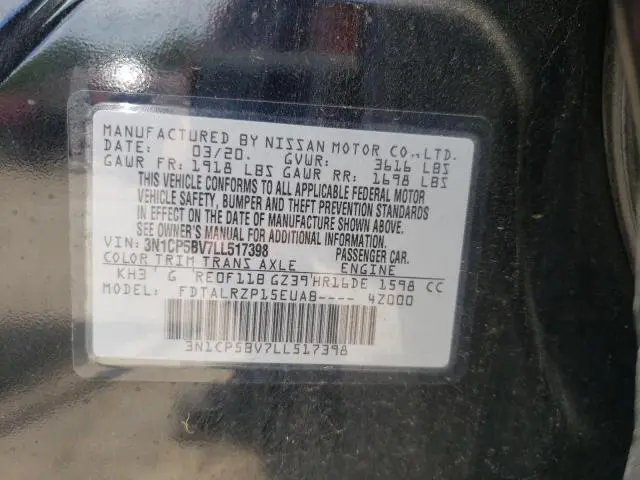 MANUFACTURED BY NISSAN MOTOR CO., LTD.
DATE: 03/20. GVWR: 3616 LBS
GAWR FR: 1918 LBS GAWR RR: 1698 LBS
THIS VEHICLE CONFORMS TO ALL APPLICABLE FEDERAL MOTOR
VEHICLE SAFETY, BUMPER AND THEFT PREVENTION STANDARDS
IN EFFECT ON THE DATE OF MANUFACTURE SHOWN ABOVE.
SEE OWNER'S MANUAL FOR ADDITIONAL INFORMATION
VIN: 3N1CP5BV7LL517398 PASSENGER CAR.
COLOR TRIM TRANS AXLE ENGINE
KH3 G RE0F11B GZ39 HR16DE 1598 CC
MODEL: FDTALRZP15EUAB---- 4Z000
3N1CP5BV7LL517398